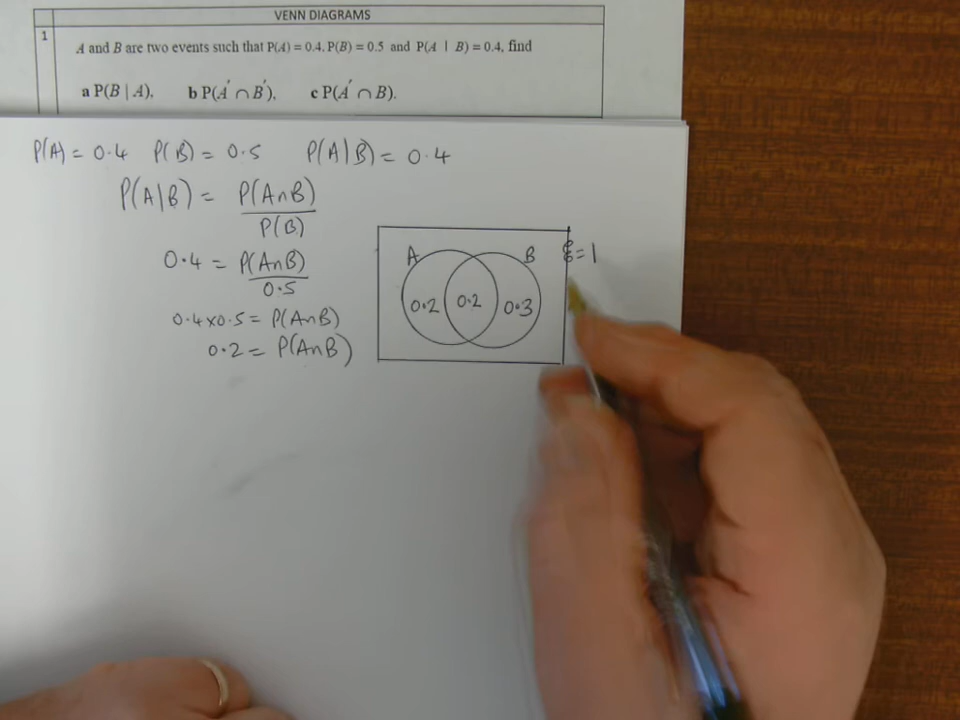 VENN DIAGRAMS
1
A and B are two events such that P(A) = 0.4, P(B) = 0.5 and P(A | B) = 0.4, find
a P(B | A), b P(A′ ∩ B′), c P(A′ ∩ B).
P(A) = 0.4 P(B) = 0.5 P(A|B) = 0.4
P(A|B) = P(A∩B)
P(B)
0.4 = P(A∩B)
0.5
0.4×0.5 = P(A∩B)
0.2 = P(A∩B)
A B ξ = 1
0.2 0.2 0.3